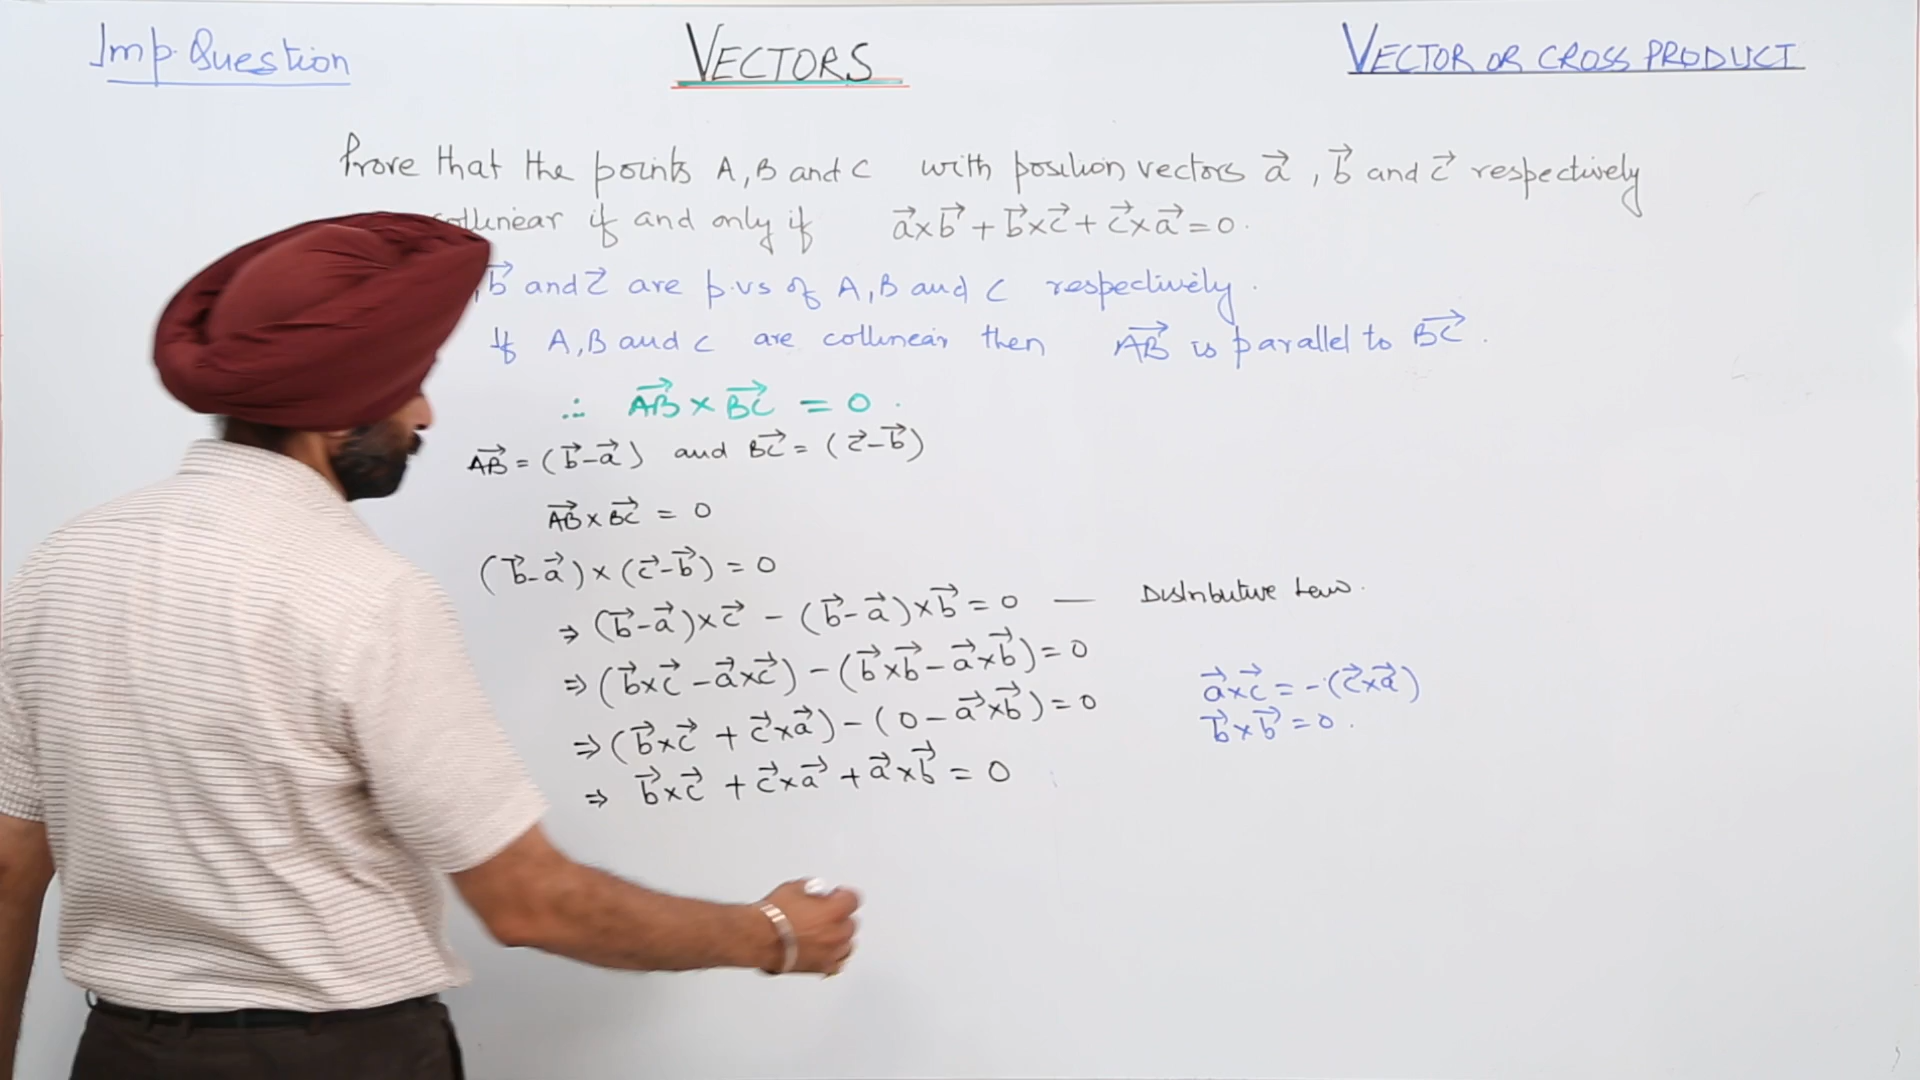 Imp. Question
VECTORS
VECTOR OR CROSS PRODUCT
Prove that the points A, B and C with position vectors a⃗, b⃗ and c⃗ respectively
collinear if and only if a⃗×b⃗ + b⃗×c⃗ + c⃗×a⃗ = 0.
, b⃗ and c⃗ are p.vs of A, B and C respectively.
If A, B and C are collinear then AB⃗ is parallel to BC⃗.
∴ AB⃗ × BC⃗ = 0.
AB⃗ = (b⃗-a⃗) and BC⃗ = (c⃗-b⃗)
AB⃗ × BC⃗ = 0
(b⃗-a⃗) × (c⃗-b⃗) = 0
⇒ (b⃗-a⃗)×c⃗ - (b⃗-a⃗)×b⃗ = 0 — Distributive Law.
⇒ (b⃗×c⃗ - a⃗×c⃗) - (b⃗×b⃗ - a⃗×b⃗) = 0
⇒ (b⃗×c⃗ + c⃗×a⃗) - (0 - a⃗×b⃗) = 0
⇒ b⃗×c⃗ + c⃗×a⃗ + a⃗×b⃗ = 0
a⃗×c⃗ = -(c⃗×a⃗)
b⃗×b⃗ = 0.